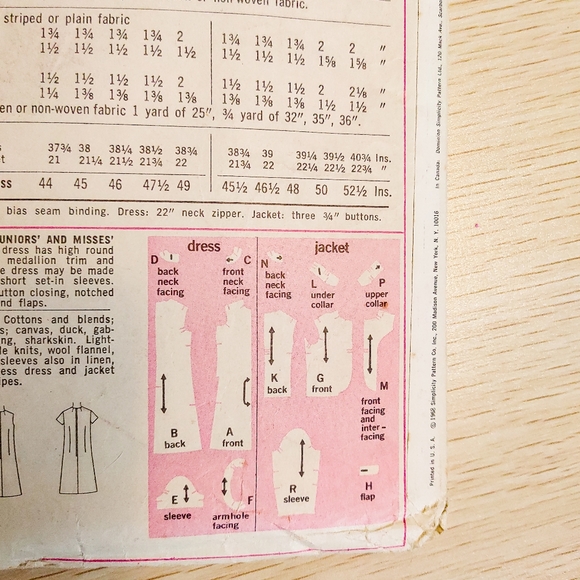 or non-woven fabric.
striped or plain fabric
1¾ 1¾ 1¾ 1¾ 2 1¾ 1¾ 1¾ 2 2 ”
1½ 1½ 1½ 1½ 1½ 1½ 1½ 1½ 1⅝ 1⅝ ”
1½ 1½ 1½ 1½ 2 1½ 1½ 1½ 2 2⅛ ”
1¼ 1⅜ 1⅜ 1⅜ 1⅜ 1⅜ 1⅜ 1⅜ 1½ 1½ ”
en or non-woven fabric 1 yard of 25”, ¾ yard of 32”, 35”, 36”.
s 37¾ 38 38¼ 38½ 38¾ 38¾ 39 39¼ 39½ 40¾ Ins.
et 21 21¼ 21½ 21¾ 22 21¾ 22 22¼ 22½ 22¾ ”
ss 44 45 46 47½ 49 45½ 46½ 48 50 52½ Ins.
bias seam binding. Dress: 22” neck zipper. Jacket: three ¾” buttons.
UNIORS’ AND MISSES’
dress has high round
medallion trim and
e dress may be made
short set-in sleeves.
utton closing, notched
nd flaps.
Cottons and blends;
s; canvas, duck, gab-
ng, sharkskin. Light-
le knits, wool flannel,
sleeves also in linen,
ess dress and jacket
ipes.
dress
D
back
neck
facing
C
front
neck
facing
B
back
A
front
E
sleeve
F
armhole
facing
jacket
N
back
neck
facing
L
under
collar
P
upper
collar
K
back
G
front
M
front
facing
and
inter-
facing
R
sleeve
H
flap
Printed in U. S. A. © 1968 Simplicity Pattern Co. Inc., 200 Madison Avenue, New York, N. Y. 10016
in Canada. Dominion Simplicity Pattern Ltd., 120 Mack Ave.